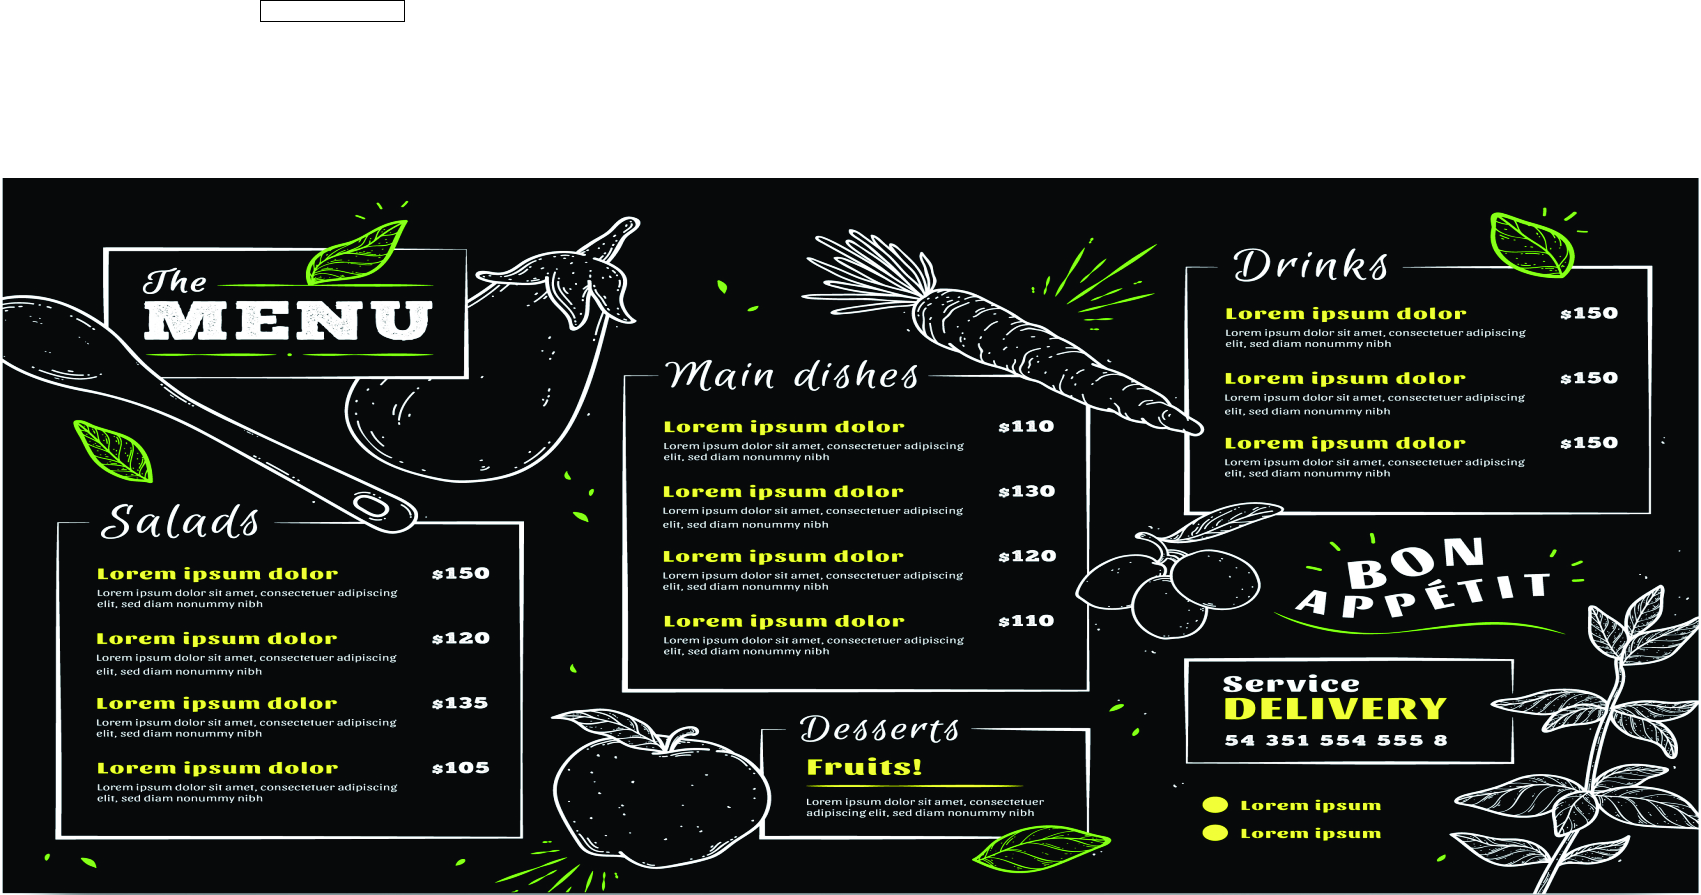 The
MENU
Salads
Lorem ipsum dolor $150
Lorem ipsum dolor sit amet, consectetuer adipiscing
elit, sed diam nonummy nibh
Lorem ipsum dolor $120
Lorem ipsum dolor sit amet, consectetuer adipiscing
elit, sed diam nonummy nibh
Lorem ipsum dolor $135
Lorem ipsum dolor sit amet, consectetuer adipiscing
elit, sed diam nonummy nibh
Lorem ipsum dolor $105
Lorem ipsum dolor sit amet, consectetuer adipiscing
elit, sed diam nonummy nibh
Main dishes
Lorem ipsum dolor $110
Lorem ipsum dolor sit amet, consectetuer adipiscing
elit, sed diam nonummy nibh
Lorem ipsum dolor $130
Lorem ipsum dolor sit amet, consectetuer adipiscing
elit, sed diam nonummy nibh
Lorem ipsum dolor $120
Lorem ipsum dolor sit amet, consectetuer adipiscing
elit, sed diam nonummy nibh
Lorem ipsum dolor $110
Lorem ipsum dolor sit amet, consectetuer adipiscing
elit, sed diam nonummy nibh
Desserts
Fruits!
Lorem ipsum dolor sit amet, consectetuer
adipiscing elit, sed diam nonummy nibh
Drinks
Lorem ipsum dolor $150
Lorem ipsum dolor sit amet, consectetuer adipiscing
elit, sed diam nonummy nibh
Lorem ipsum dolor $150
Lorem ipsum dolor sit amet, consectetuer adipiscing
elit, sed diam nonummy nibh
Lorem ipsum dolor $150
Lorem ipsum dolor sit amet, consectetuer adipiscing
elit, sed diam nonummy nibh
BON
APPÉTIT
Service
DELIVERY
54 351 554 555 8
Lorem ipsum
Lorem ipsum